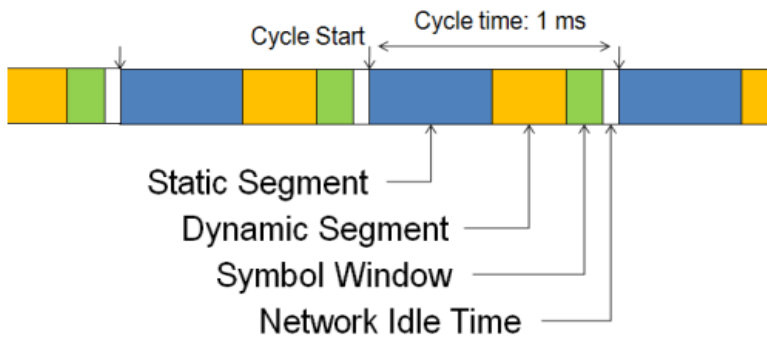 Cycle Start
Cycle time: 1 ms
Static Segment
Dynamic Segment
Symbol Window
Network Idle Time